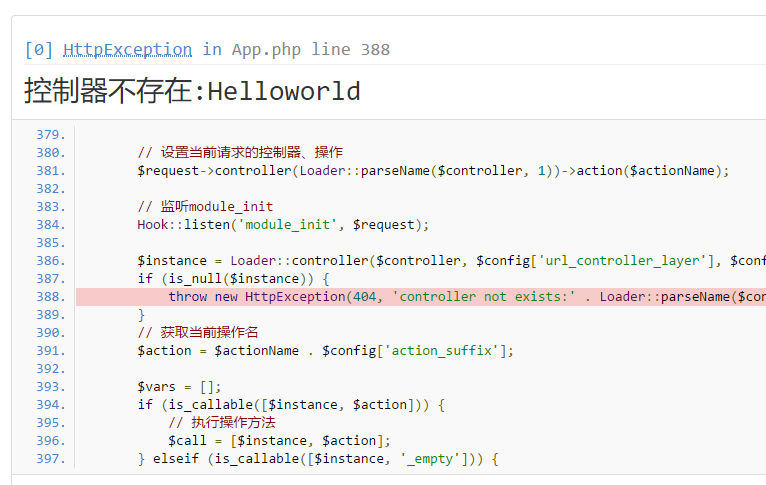 [0] HttpException in App.php line 388
控制器不存在:Helloworld
379.
380. // 设置当前请求的控制器、操作
381. $request->controller(Loader::parseName($controller, 1))->action($actionName);
382.
383. // 监听module_init
384. Hook::listen('module_init', $request);
385.
386. $instance = Loader::controller($controller, $config['url_controller_layer'], $conf
387. if (is_null($instance)) {
388. throw new HttpException(404, 'controller not exists:' . Loader::parseName($con
389. }
390. // 获取当前操作名
391. $action = $actionName . $config['action_suffix'];
392.
393. $vars = [];
394. if (is_callable([$instance, $action])) {
395. // 执行操作方法
396. $call = [$instance, $action];
397. } elseif (is_callable([$instance, '_empty'])) {